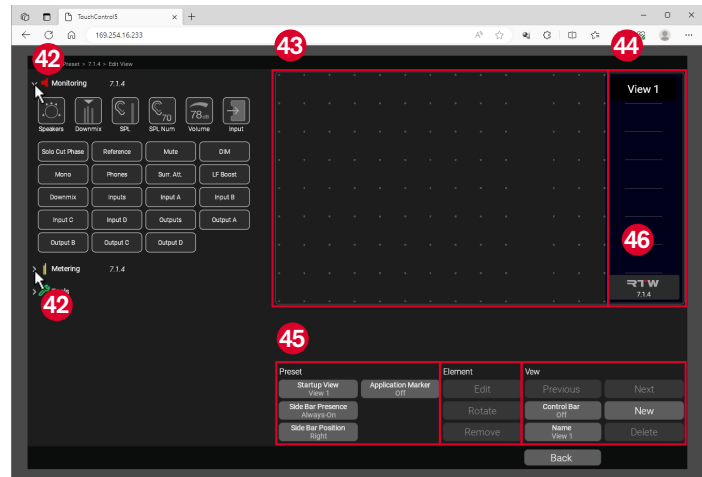 TouchControl5
169.254.16.233
42
43
44
Preset > 7.1.4 > Edit View
Monitoring 7.1.4
View 1
70
78dB
Speakers Downmix SPL SPL Num Volume Input
Solo Cut Phase Reference Mute DIM
Mono Phones Surr. Att. LF Boost
Downmix Inputs Input A Input B
Input C Input D Outputs Output A
Output B Output C Output D
46
Metering 7.1.4
RTW
7.1.4
42
45
Preset
Startup View
View 1
Application Marker
Off
Side Bar Presence
Always-On
Side Bar Position
Right
Element
Edit
Rotate
Remove
Vew
Previous Next
Control Bar
Off
New
Name
View 1
Delete
Back